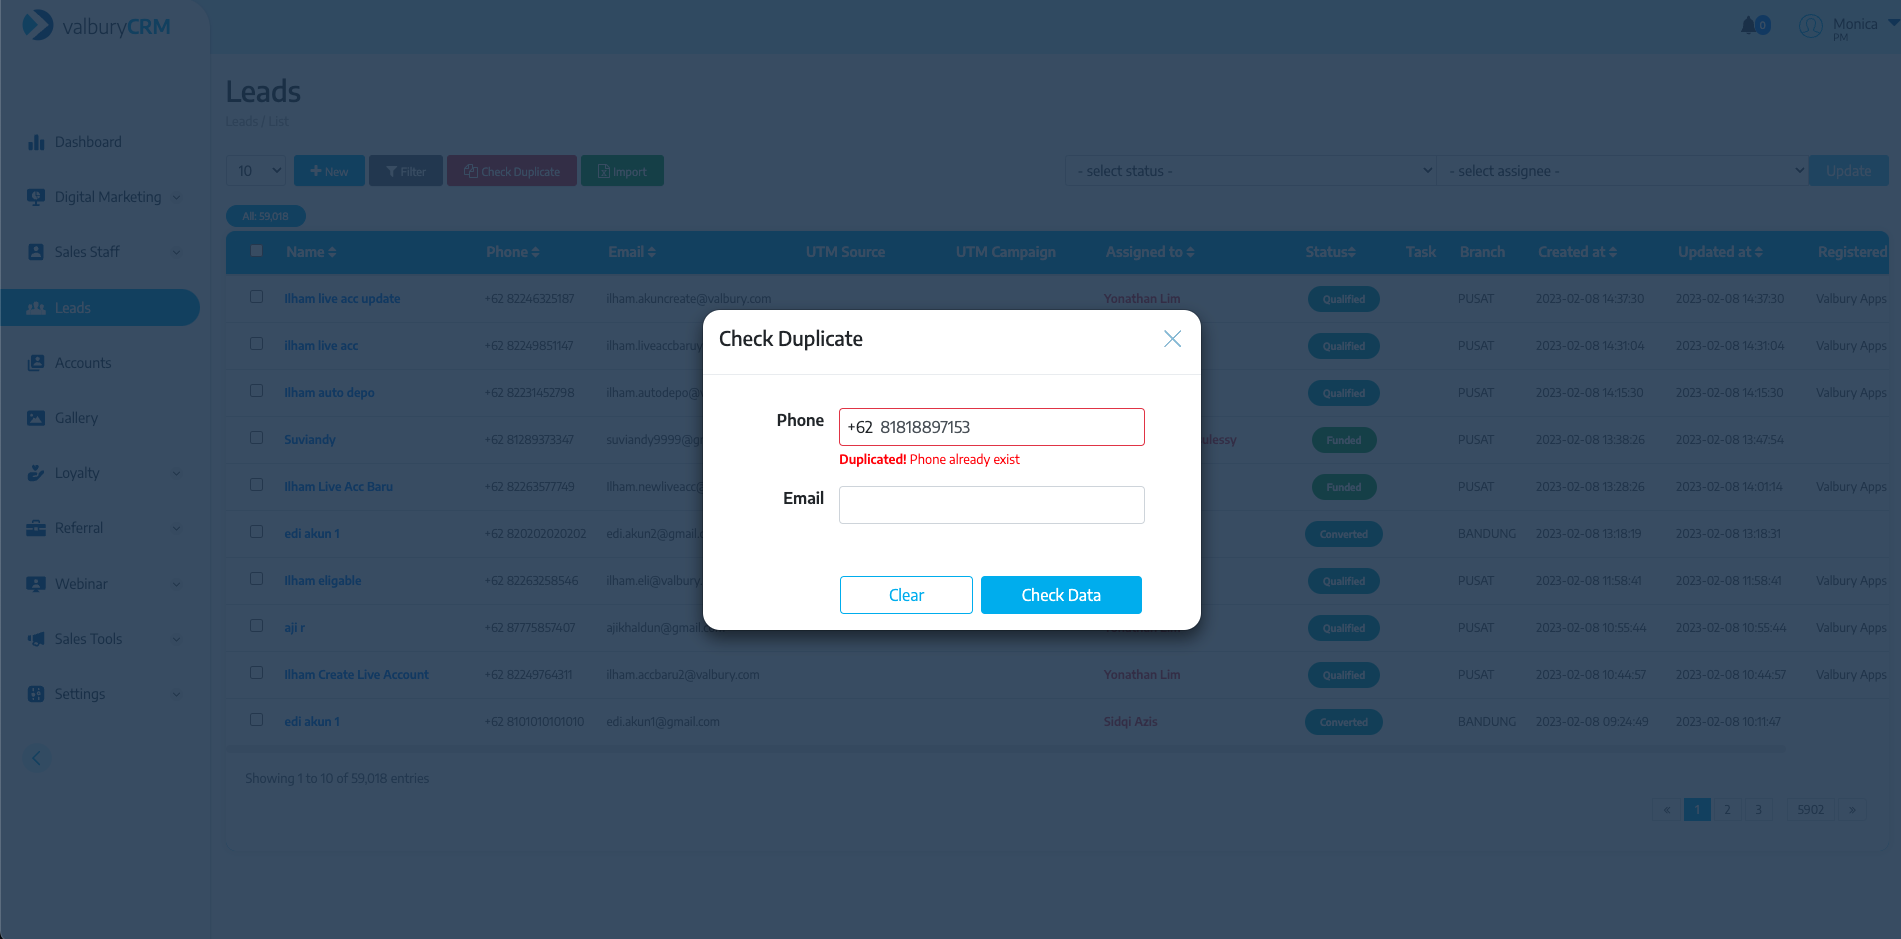 valburyCRM
0
Monica
PM
Leads
Leads / List
Dashboard
Digital Marketing
Sales Staff
Leads
Accounts
Gallery
Loyalty
Referral
Webinar
Sales Tools
Settings
10 New Filter Check Duplicate Import - select status - - select assignee - Update
All: 59,018
Name Phone Email UTM Source UTM Campaign Assigned to Status Task Branch Created at Updated at Registered
Ilham live acc update +62 82246325187 ilham.akuncreate@valbury.com Yonathan Lim Qualified PUSAT 2023-02-08 14:37:30 2023-02-08 14:37:30 Valbury Apps
ilham live acc +62 82249851147 ilham.liveaccbaru Qualified PUSAT 2023-02-08 14:31:04 2023-02-08 14:31:04 Valbury Apps
Ilham auto depo +62 82231452798 ilham.autodepo@ Qualified PUSAT 2023-02-08 14:15:30 2023-02-08 14:15:30 Valbury Apps
Suviandy +62 81289373347 suviandy9999@g ulessy Funded PUSAT 2023-02-08 13:38:26 2023-02-08 13:47:54 Valbury Apps
Ilham Live Acc Baru +62 82263577749 Ilham.newliveacc@ Funded PUSAT 2023-02-08 13:28:26 2023-02-08 14:01:14 Valbury Apps
edi akun 1 +62 820202020202 edi.akun2@gmail. Converted BANDUNG 2023-02-08 13:18:19 2023-02-08 13:18:31
Ilham eligable +62 82263258546 ilham.eli@valbury Qualified PUSAT 2023-02-08 11:58:41 2023-02-08 11:58:41 Valbury Apps
aji r +62 87775857407 ajikhaldun@gmail.c Qualified PUSAT 2023-02-08 10:55:44 2023-02-08 10:55:44 Valbury Apps
Ilham Create Live Account +62 82249764311 ilham.accbaru2@valbury.com Yonathan Lim Qualified PUSAT 2023-02-08 10:44:57 2023-02-08 10:44:57 Valbury Apps
edi akun 1 +62 8101010101010 edi.akun1@gmail.com Sidqi Azis Converted BANDUNG 2023-02-08 09:24:49 2023-02-08 10:11:47
Showing 1 to 10 of 59,018 entries
< 1 2 3 5902 »
Check Duplicate
Phone +62 81818897153
Duplicated! Phone already exist
Email
Clear Check Data